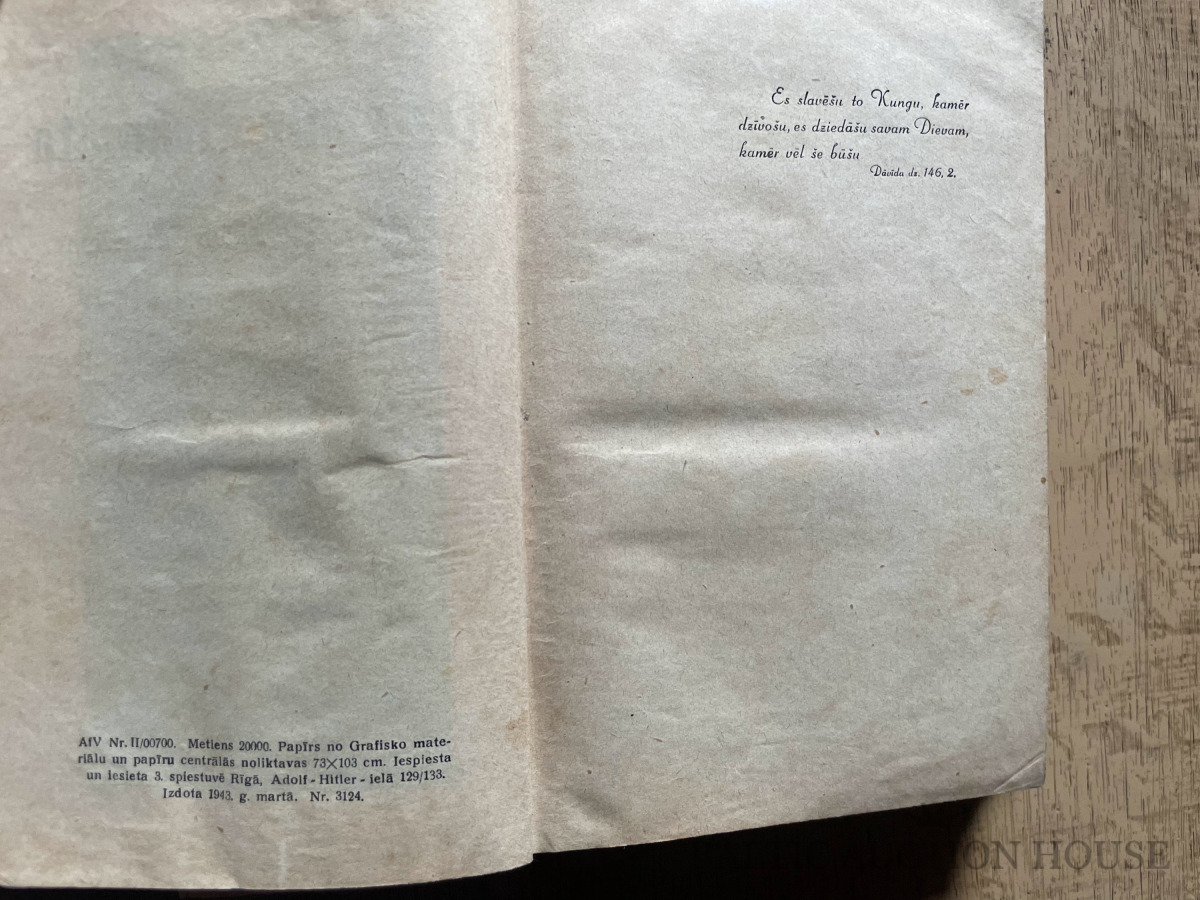 AfV Nr. II/00700. Metiens 20000. Papīrs no Grafisko mate-
riālu un papīru centrālās noliktavas 73×103 cm. Iespiesta
un iesieta 3. spiestuvē Rīgā, Adolf-Hitler-ielā 129/133.
Izdota 1943. g. martā. Nr. 3124.
Es slavēšu to Kungu, kamēr
dzīvošu, es dziedāšu savam Dievam,
kamēr vēl še būšu
Dāvida dz. 146, 2.
AUCTION HOUSE